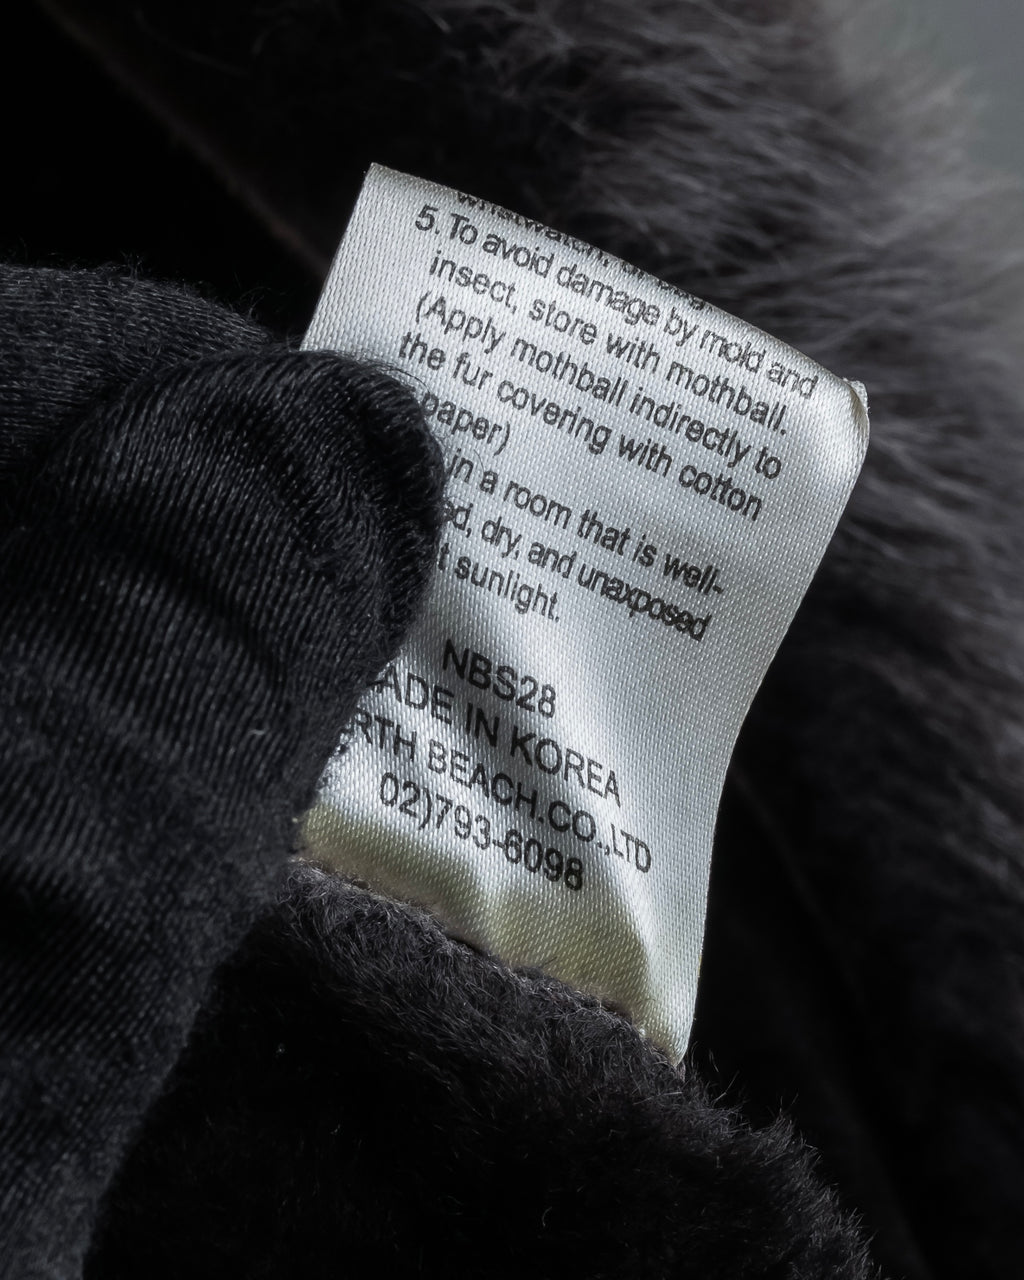 5. To avoid damage by mold and
insect, store with mothball.
(Apply mothball indirectly to
the fur covering with cotton
paper)
in a room that is well-
ed, dry, and unaxposed
t sunlight.
NBS28
ADE IN KOREA
RTH BEACH.CO.,LTD
02)793-6098